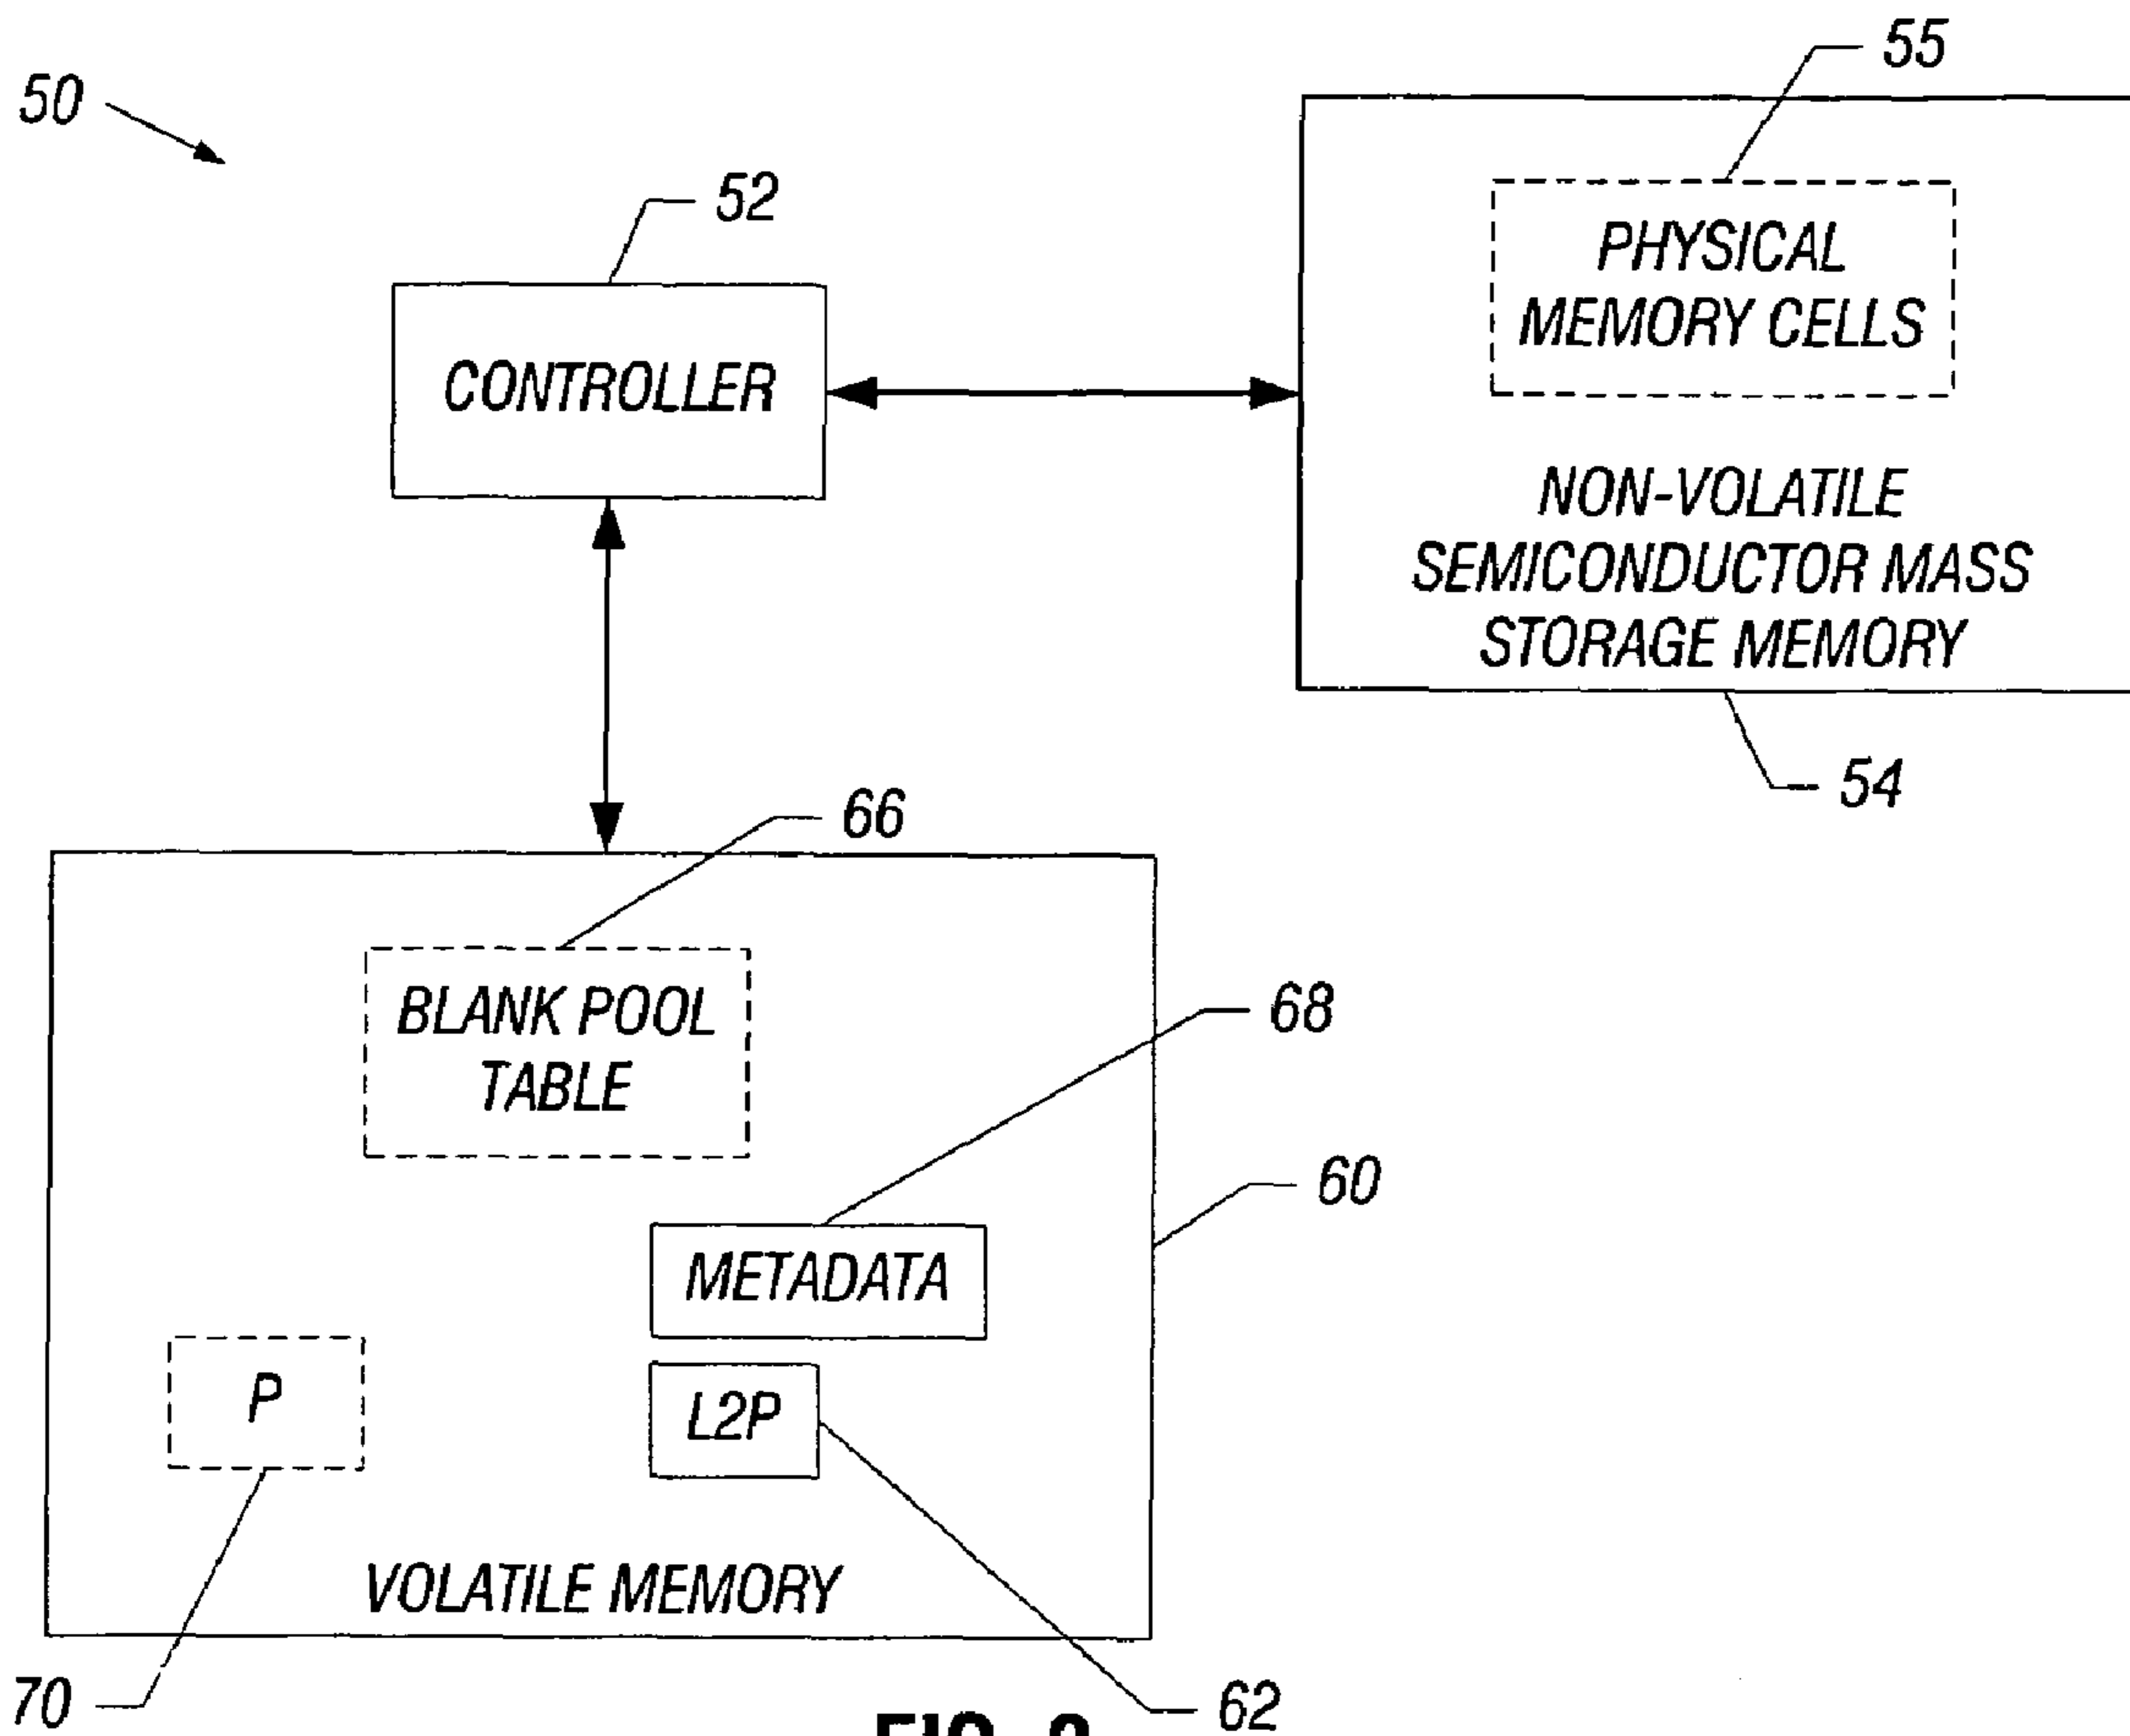 50
55
52
PHYSICAL
MEMORY CELLS
CONTROLLER
NON-VOLATILE
SEMICONDUCTOR MASS
STORAGE MEMORY
54
66
BLANK POOL
TABLE
68
60
METADATA
P
L2P
VOLATILE MEMORY
70
62
FIG.